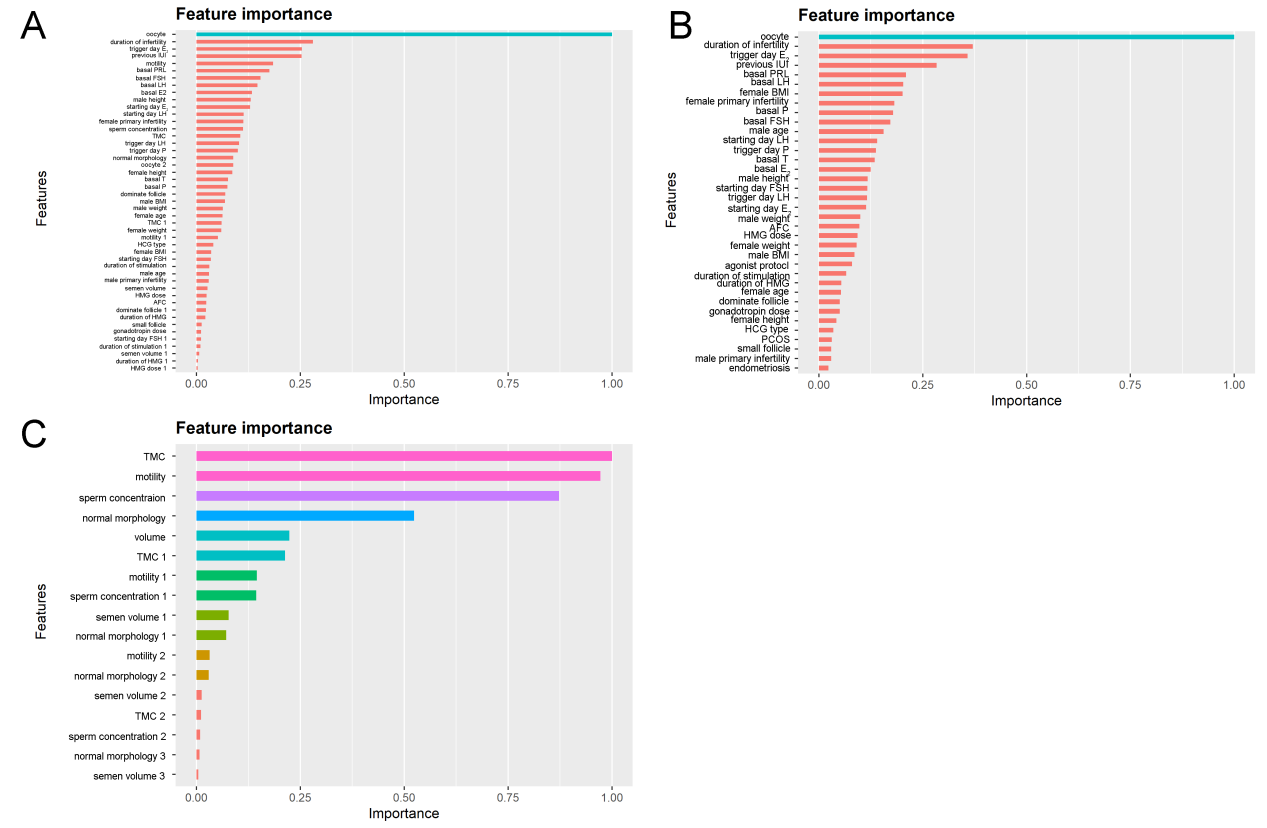 A
Feature importance
oocyte
duration of infertility
trigger day E2
previous IUI
motility
basal PRL
basal FSH
basal LH
basal E2
male height
starting day E2
starting day LH
female primary infertility
sperm concentration
TMC
trigger day LH
trigger day P
normal morphology
oocyte 2
female height
basal T
basal P
dominate follicle
male BMI
male weight
female age
TMC 1
female weight
motility 1
HCG type
female BMI
starting day FSH
duration of stimulation
male age
male primary infertility
semen volume
HMG dose
AFC
dominate follicle 1
duration of HMG
small follicle
gonadotropin dose
starting day FSH 1
duration of stimulation 1
semen volume 1
duration of HMG 1
HMG dose 1
Features
0.00 0.25 0.50 0.75 1.00
Importance
B
Feature importance
oocyte
duration of infertility
trigger day E2
previous IUI
basal PRL
basal LH
female BMI
female primary infertility
basal P
basal FSH
male age
starting day LH
trigger day P
basal T
basal E2
male height
starting day FSH
trigger day LH
starting day E2
male weight
AFC
HMG dose
female weight
male BMI
agonist protocl
duration of stimulation
duration of HMG
female age
dominate follicle
gonadotropin dose
female height
HCG type
PCOS
small follicle
male primary infertility
endometriosis
Features
0.00 0.25 0.50 0.75 1.00
Importance
C
Feature importance
TMC
motility
sperm concentraion
normal morphology
volume
TMC 1
motility 1
sperm concentration 1
semen volume 1
normal morphology 1
motility 2
normal morphology 2
semen volume 2
TMC 2
sperm concentration 2
normal morphology 3
semen volume 3
Features
0.00 0.25 0.50 0.75 1.00
Importance